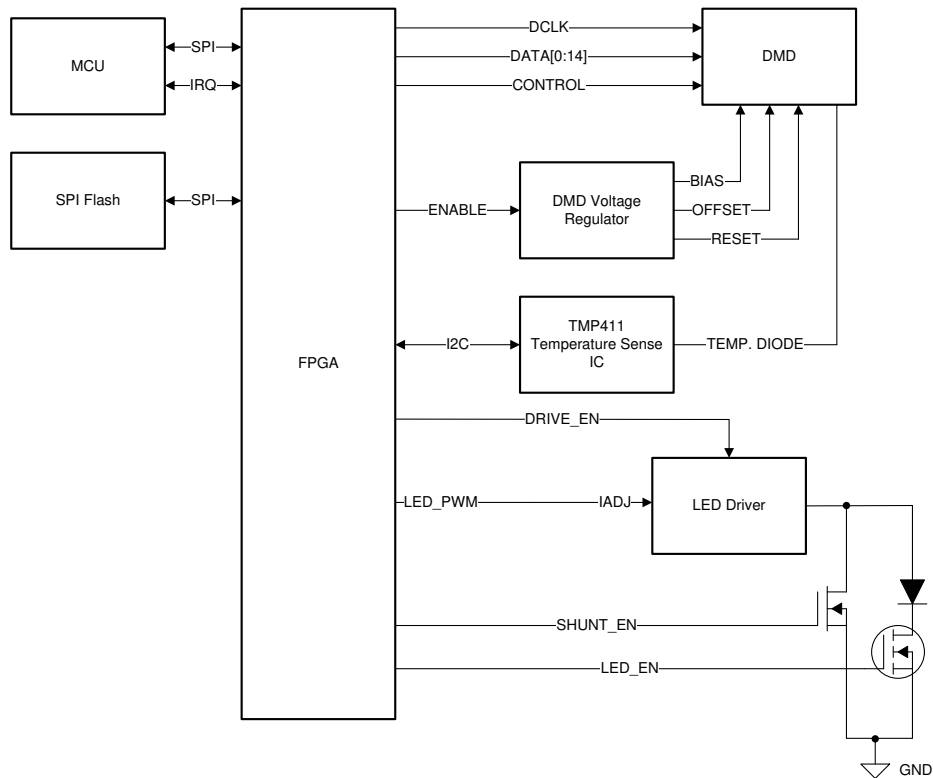 MCU
SPI
IRQ
SPI Flash
SPI
FPGA
DCLK
DATA[0:14]
CONTROL
DMD
BIAS
OFFSET
RESET
ENABLE
DMD Voltage
Regulator
I2C
TMP411
Temperature Sense
IC
TEMP. DIODE
DRIVE_EN
LED_PWM
IADJ
LED Driver
SHUNT_EN
LED_EN
GND